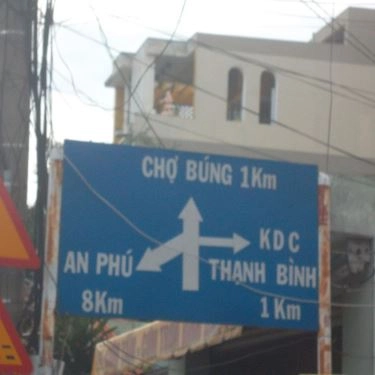 CHỢ BÚNG 1Km
AN PHÚ
8Km
KDC
THẠNH BÌNH
1Km